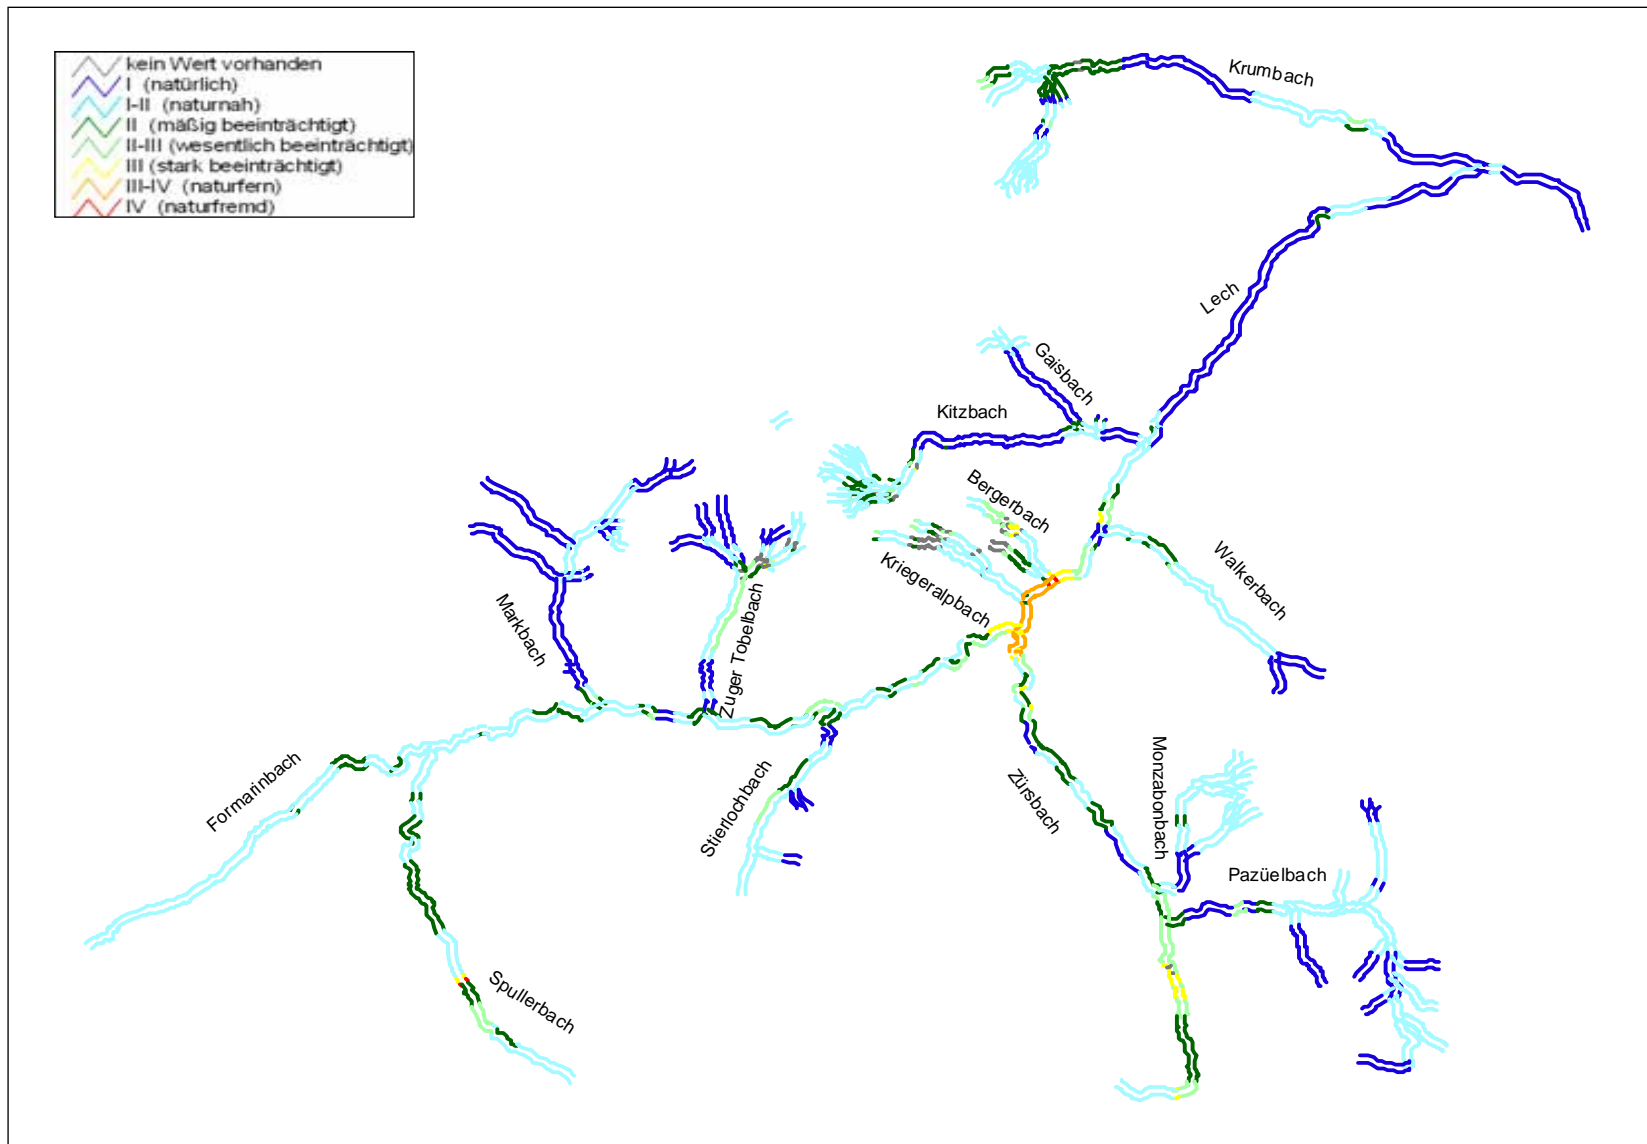 kein Wert vorhanden
I (natürlich)
I-II (naturnah)
II (mäßig beeinträchtigt)
II-III (wesentlich beeinträchtigt)
III (stark beeinträchtigt)
III-IV (naturfern)
IV (naturfremd)
Krumbach
Lech
Gaisbach
Kitzbach
Bergerbach
Walkerbach
Kriegeralpbach
Markbach
Zuger Tobelbach
Formarinbach
Stierlochbach
Zürsbach
Monzabonbach
Pazüelbach
Spullerbach